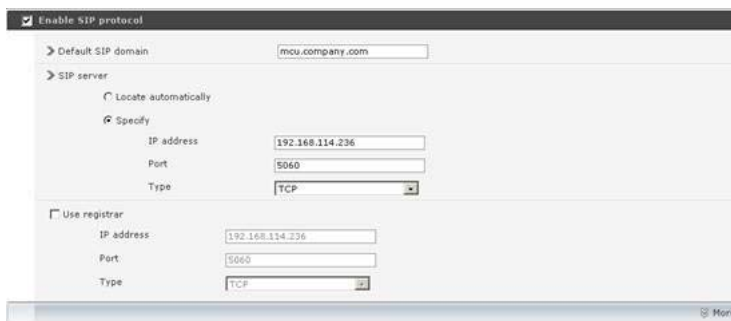 Enable SIP protocol
Default SIP domain mcu.company.com
SIP server
Locate automatically
Specify
IP address 192.168.114.236
Port 5060
Type TCP
Use registrar
IP address 192.168.114.236
Port 5060
Type TCP